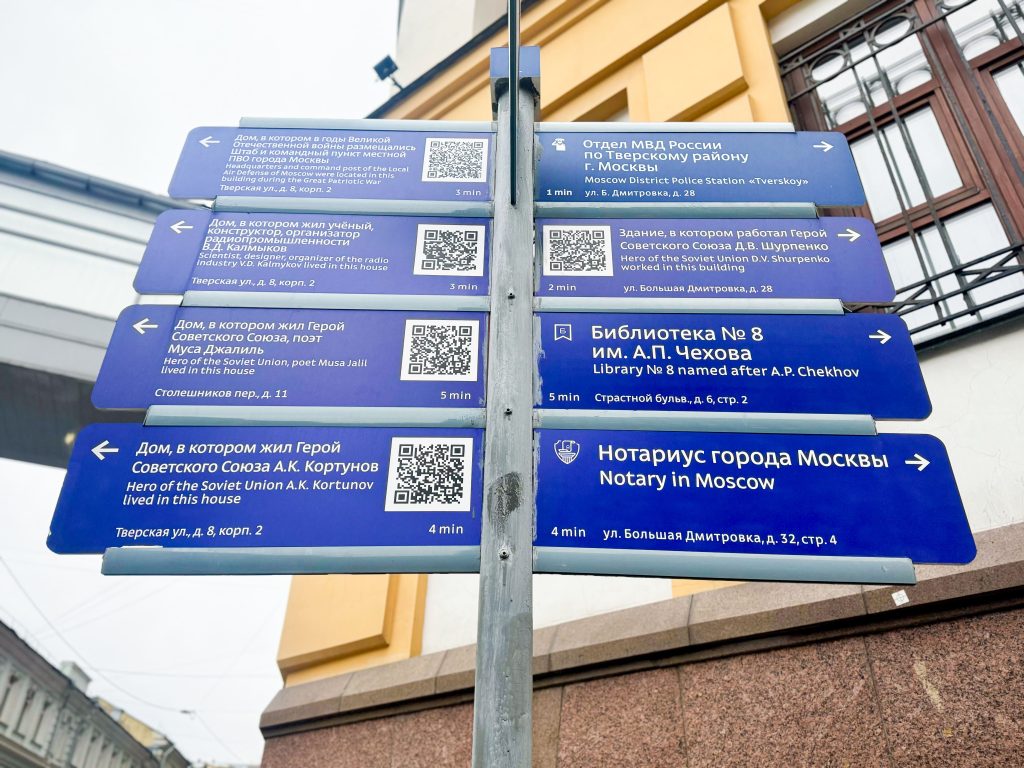 Дом, в котором в годы Великой
Отечественной войны размещались
Штаб и командный пункт местной
ПВО города Москвы
Headquarters and command post of the Local
Air Defense of Moscow were located in this
building during the Great Patriotic War
Тверская ул., д. 8, корп. 2
3 min
Дом, в котором жил учёный,
конструктор, организатор
радиопромышленности
В.Д. Калмыков
Scientist, designer, organizer of the radio
industry V.D. Kalmykov lived in this house
Тверская ул., д. 8, корп. 2
3 min
Дом, в котором жил Герой
Советского Союза, поэт
Муса Джалиль
Hero of the Soviet Union, poet Musa Jalil
lived in this house
Столешников пер., д. 11
5 min
Дом, в котором жил Герой
Советского Союза А.К. Кортунов
Hero of the Soviet Union A.K. Kortunov
lived in this house
Тверская ул., д. 8, корп. 2
4 min
Отдел МВД России
по Тверскому району
г. Москвы
Moscow District Police Station «Tverskoy»
1 min ул. Б. Дмитровка, д. 28
Здание, в котором работал Герой
Советского Союза Д.В. Шурпенко
Hero of the Soviet Union D.V. Shurpenko
worked in this building
2 min ул. Большая Дмитровка, д. 28
Б
Библиотека № 8
им. А.П. Чехова
Library № 8 named after A.P. Chekhov
5 min Страстной бульв., д. 6, стр. 2
Нотариус города Москвы
Notary in Moscow
4 min ул. Большая Дмитровка, д. 32, стр. 4